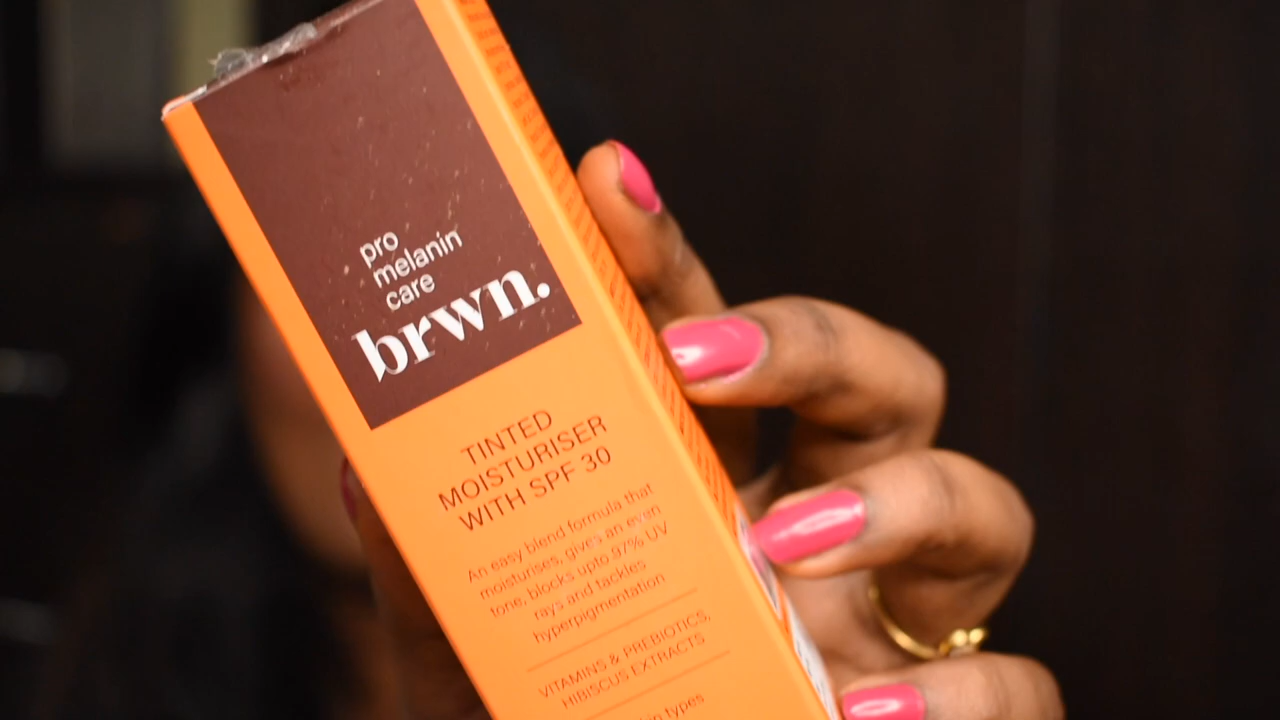 pro
melanin
care
brwn.
TINTED
MOISTURISER
WITH SPF 30
An easy blend formula that
moisturises, gives an even
tone, blocks upto 97% UV
rays and tackles
hyperpigmentation
VITAMINS & PREBIOTICS,
HIBISCUS EXTRACTS
types